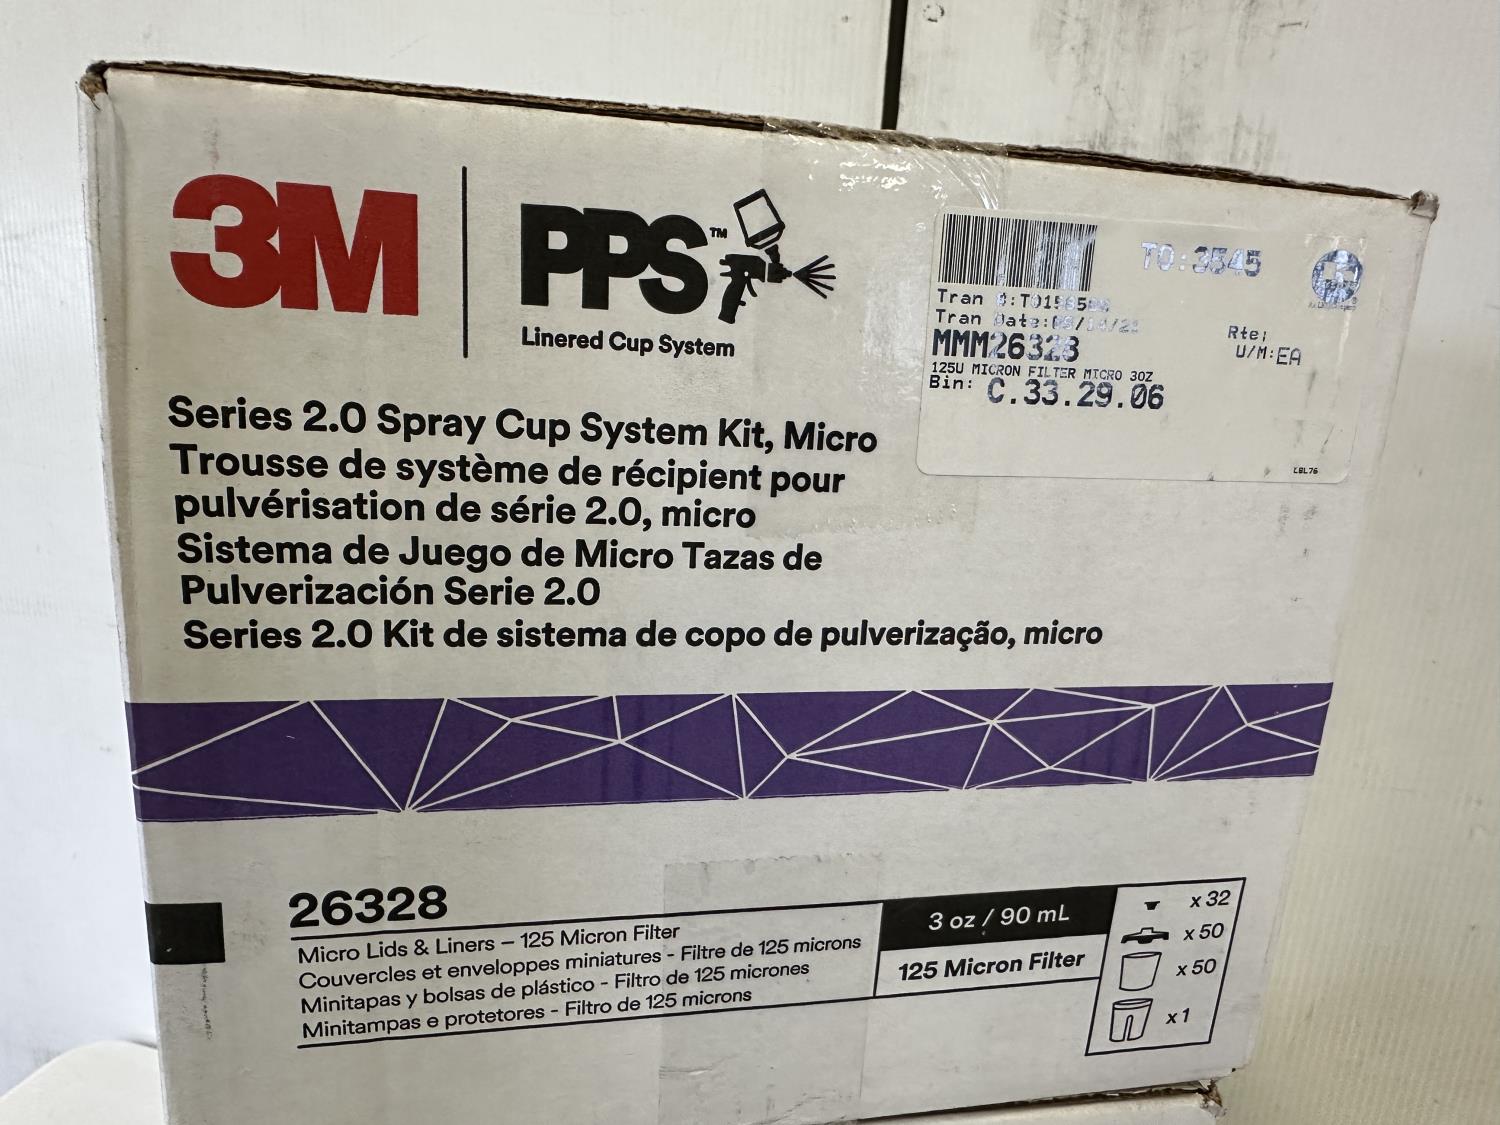 3M
PPS™
Linered Cup System
Series 2.0 Spray Cup System Kit, Micro
Trousse de système de récipient pour
pulvérisation de série 2.0, micro
Sistema de Juego de Micro Tazas de
Pulverización Serie 2.0
Series 2.0 Kit de sistema de copo de pulverização, micro
TO:3545
Tran
Tran Date:
MMM26328
125U MICRON FILTER MICRO 3OZ
Bin: C.33.29.06
Rte;
U/M:EA
LBL76
26328
Micro Lids & Liners – 125 Micron Filter
Couvercles et enveloppes miniatures - Filtre de 125 microns
Minitapas y bolsas de plástico - Filtro de 125 micrones
Minitampas e protetores - Filtro de 125 microns
3 oz / 90 mL
125 Micron Filter
x 32
x 50
x 50
x 1